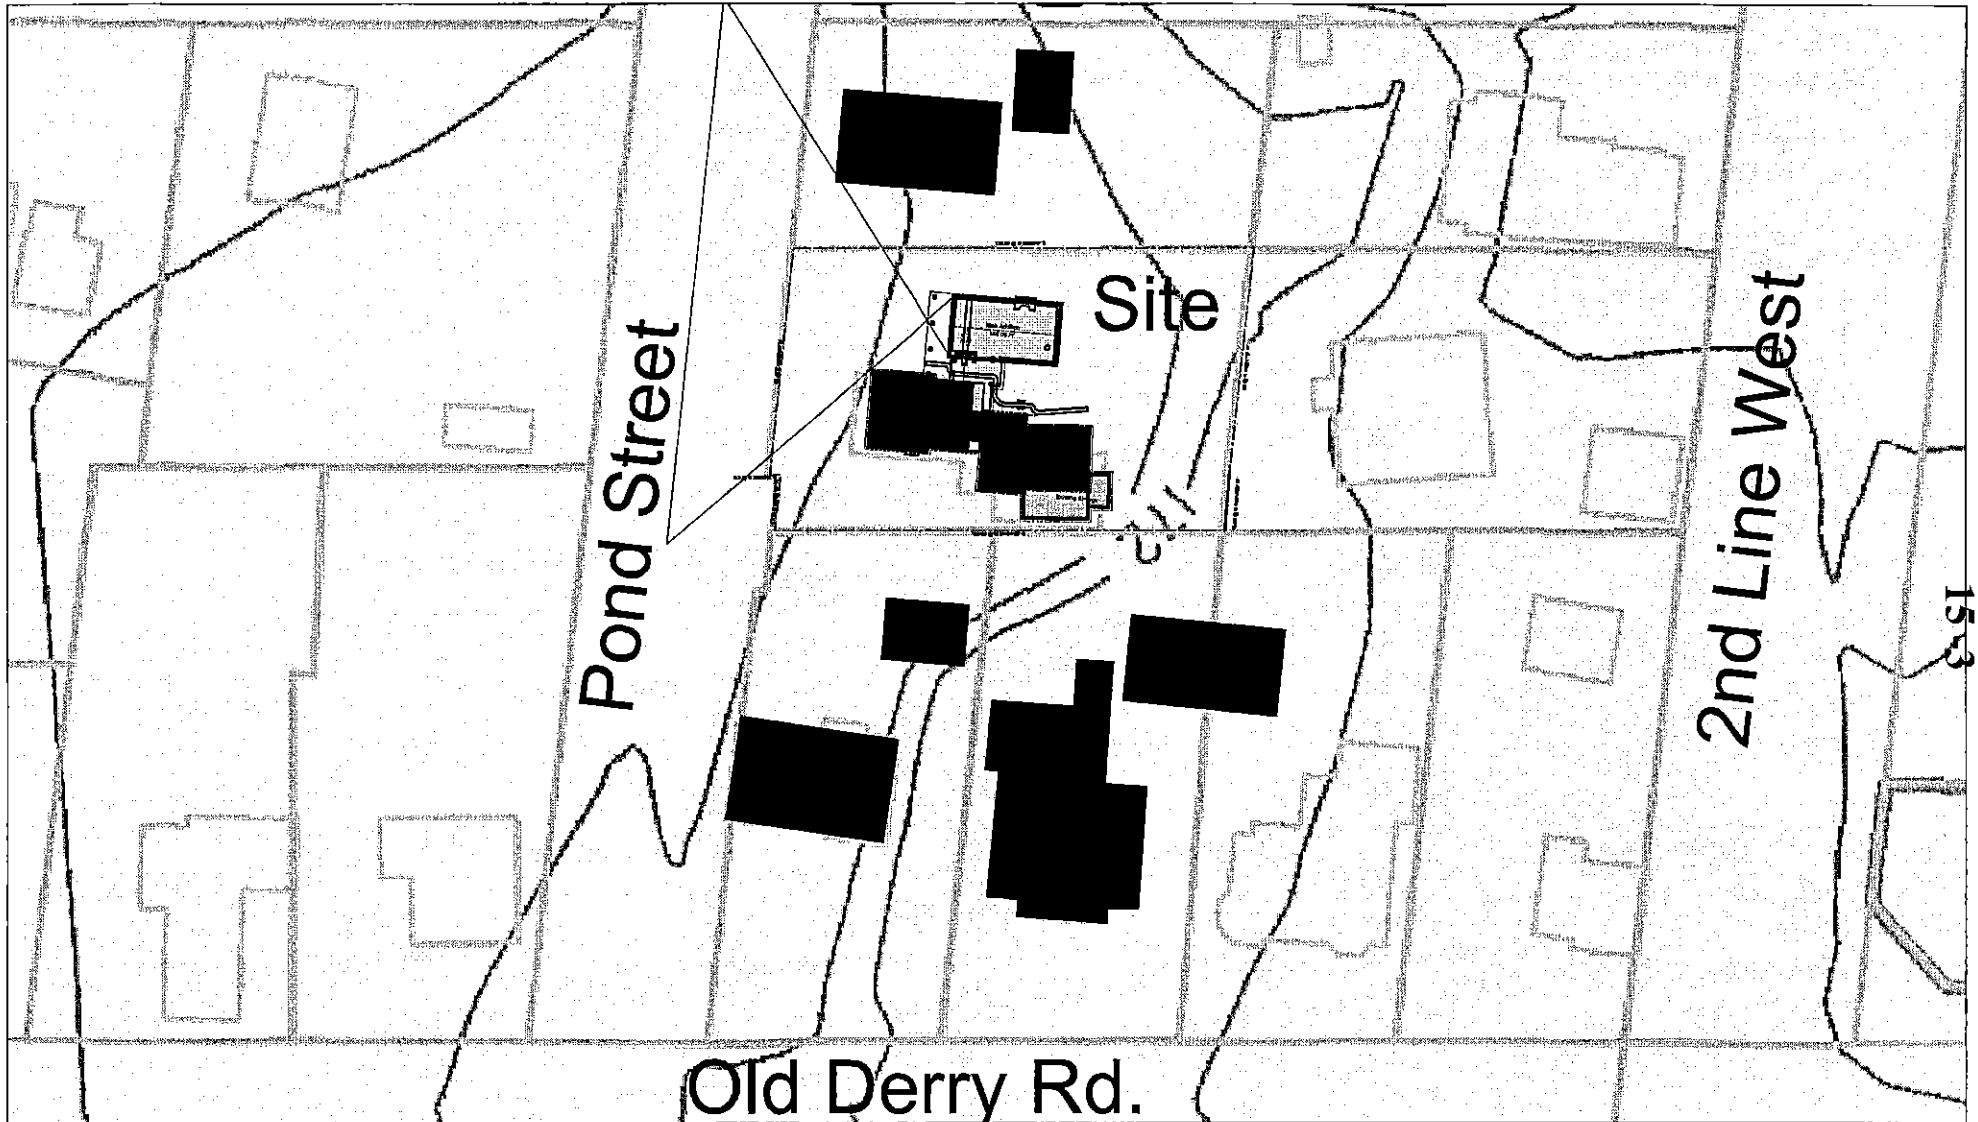 Site
Pond Street
2nd Line West
Old Derry Rd.